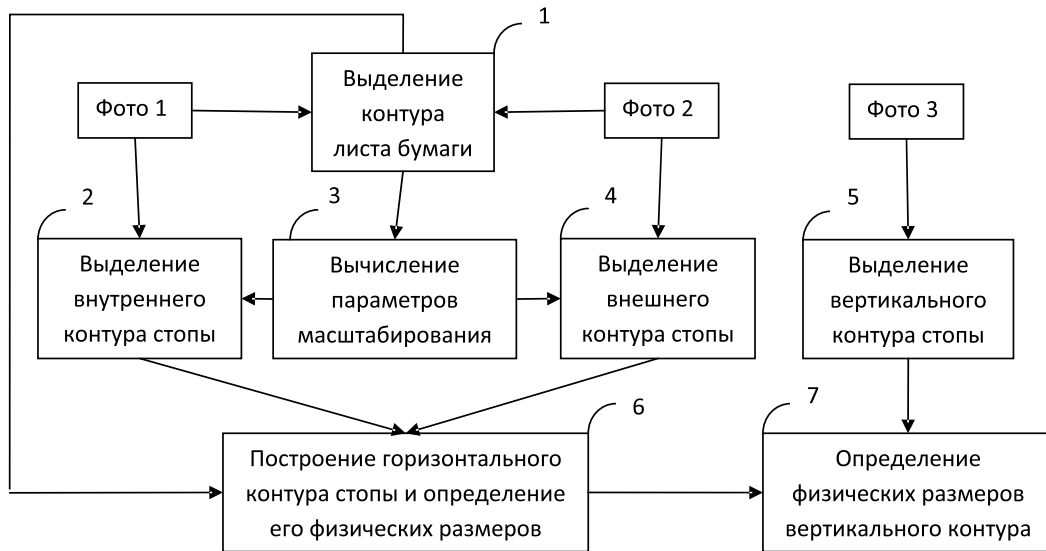 1
Выделение
контура
листа бумаги
Фото 1
Фото 2
Фото 3
2
Выделение
внутреннего
контура стопы
3
Вычисление
параметров
масштабирования
4
Выделение
внешнего
контура стопы
5
Выделение
вертикального
контура стопы
6
Построение горизонтального
контура стопы и определение
его физических размеров
7
Определение
физических размеров
вертикального контура